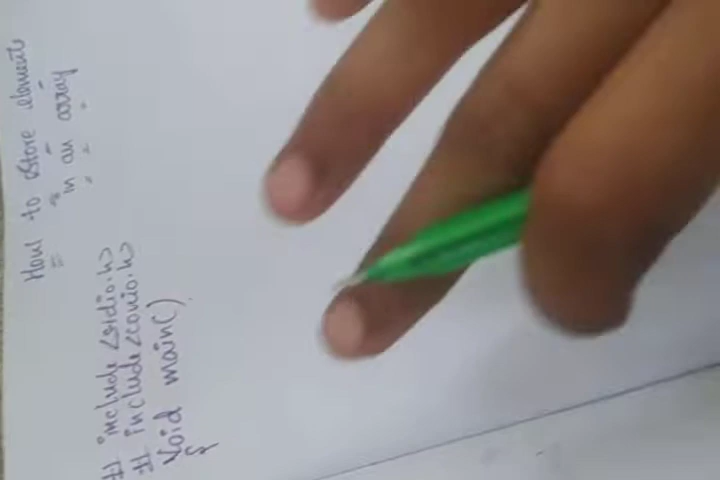 How to store elements
in an array
# include <stdio.h>
# include <conio.h>
Void main()
{